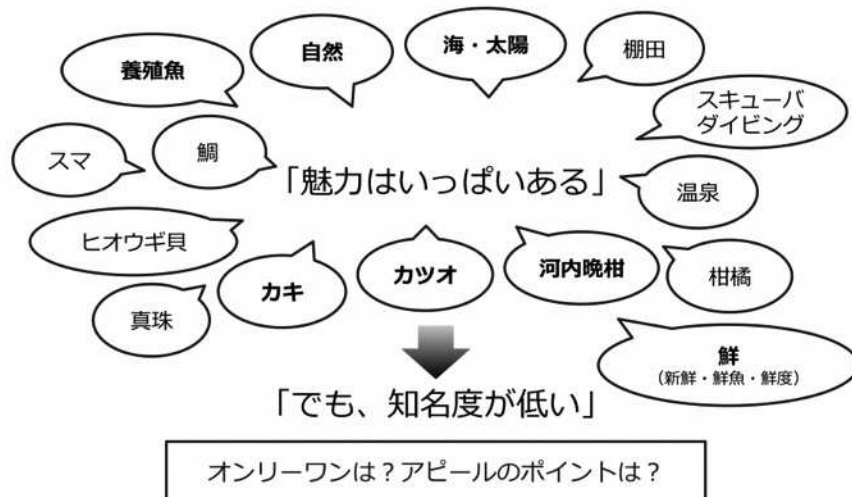 養殖魚
自然
海・太陽
棚田
スキューバ
ダイビング
スマ
鯛
「魅力はいっぱいある」
温泉
ヒオウギ貝
カキ
カツオ
河内晩柑
柑橘
真珠
鮮
（新鮮・鮮魚・鮮度）
「でも、知名度が低い」
オンリーワンは？アピールのポイントは？